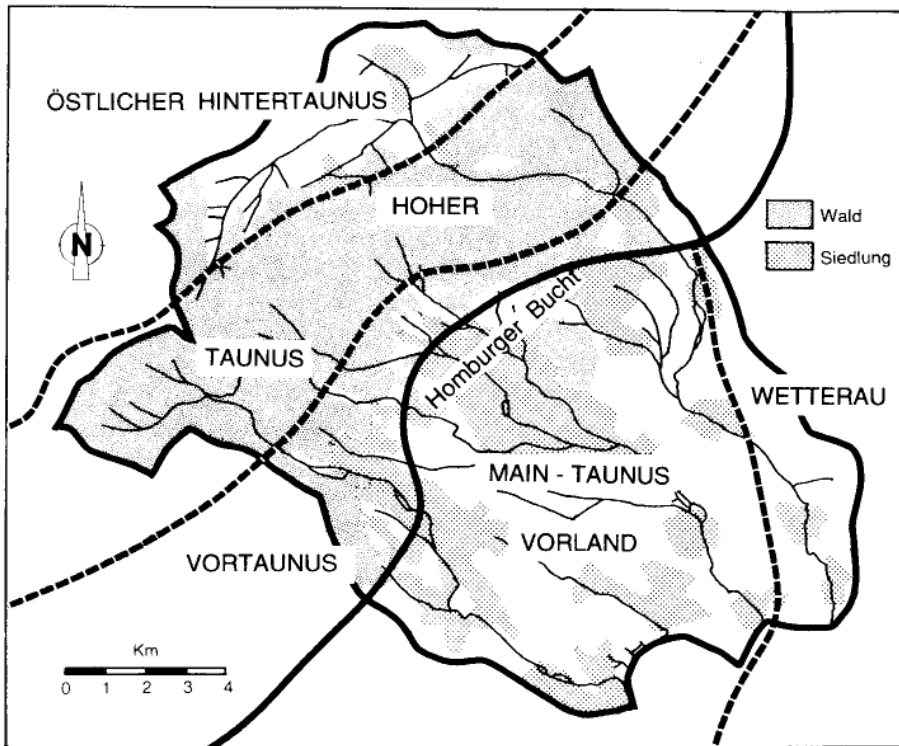 ÖSTLICHER HINTERTAUNUS
HOHER
N
Wald
Siedlung
Homburger Bucht
TAUNUS
WETTERAU
MAIN - TAUNUS
VORLAND
VORTAUNUS
Km
0 1 2 3 4